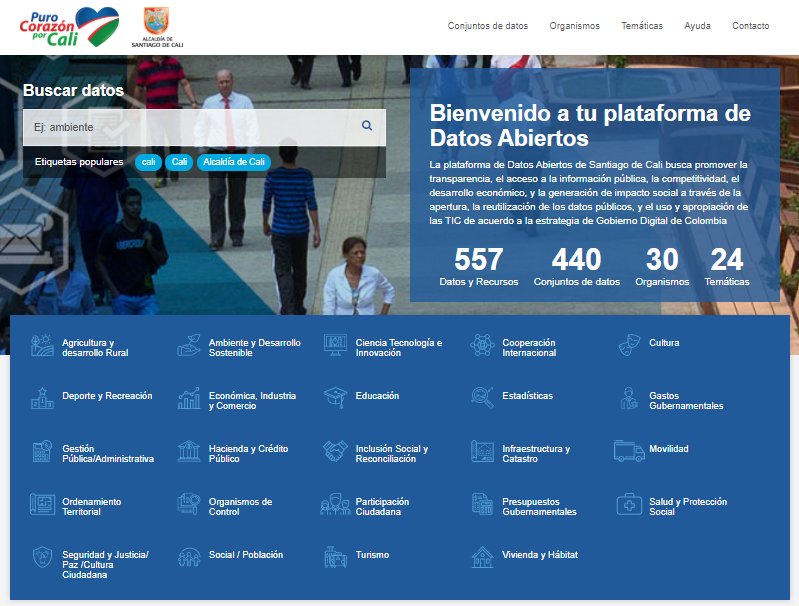 Puro
Corazón
por Cali
ALCALDÍA DE
SANTIAGO DE CALI
Conjuntos de datos
Organismos
Temáticas
Ayuda
Contacto
Buscar datos
Ej: ambiente
Etiquetas populares
cali
Cali
Alcaldía de Cali
Bienvenido a tu plataforma de
Datos Abiertos
La plataforma de Datos Abiertos de Santiago de Cali busca promover la
transparencia, el acceso a la información pública, la competitividad, el
desarrollo económico, y la generación de impacto social a través de la
apertura, la reutilización de los datos públicos, y el uso y apropiación de
las TIC de acuerdo a la estrategia de Gobierno Digital de Colombia
557
Datos y Recursos
440
Conjuntos de datos
30
Organismos
24
Temáticas
Agricultura y
desarrollo Rural
Ambiente y Desarrollo
Sostenible
Ciencia Tecnología e
Innovación
Cooperación
Internacional
Cultura
Deporte y Recreación
Económica, Industria
y Comercio
Educación
Estadísticas
Gastos
Gubernamentales
Gestión
Pública/Administrativa
Hacienda y Crédito
Público
Inclusión Social y
Reconciliación
Infraestructura y
Catastro
Movilidad
Ordenamiento
Territorial
Organismos de
Control
Participación
Ciudadana
Presupuestos
Gubernamentales
Salud y Protección
Social
Seguridad y Justicia/
Paz /Cultura
Ciudadana
Social / Población
Turismo
Vivienda y Hábitat